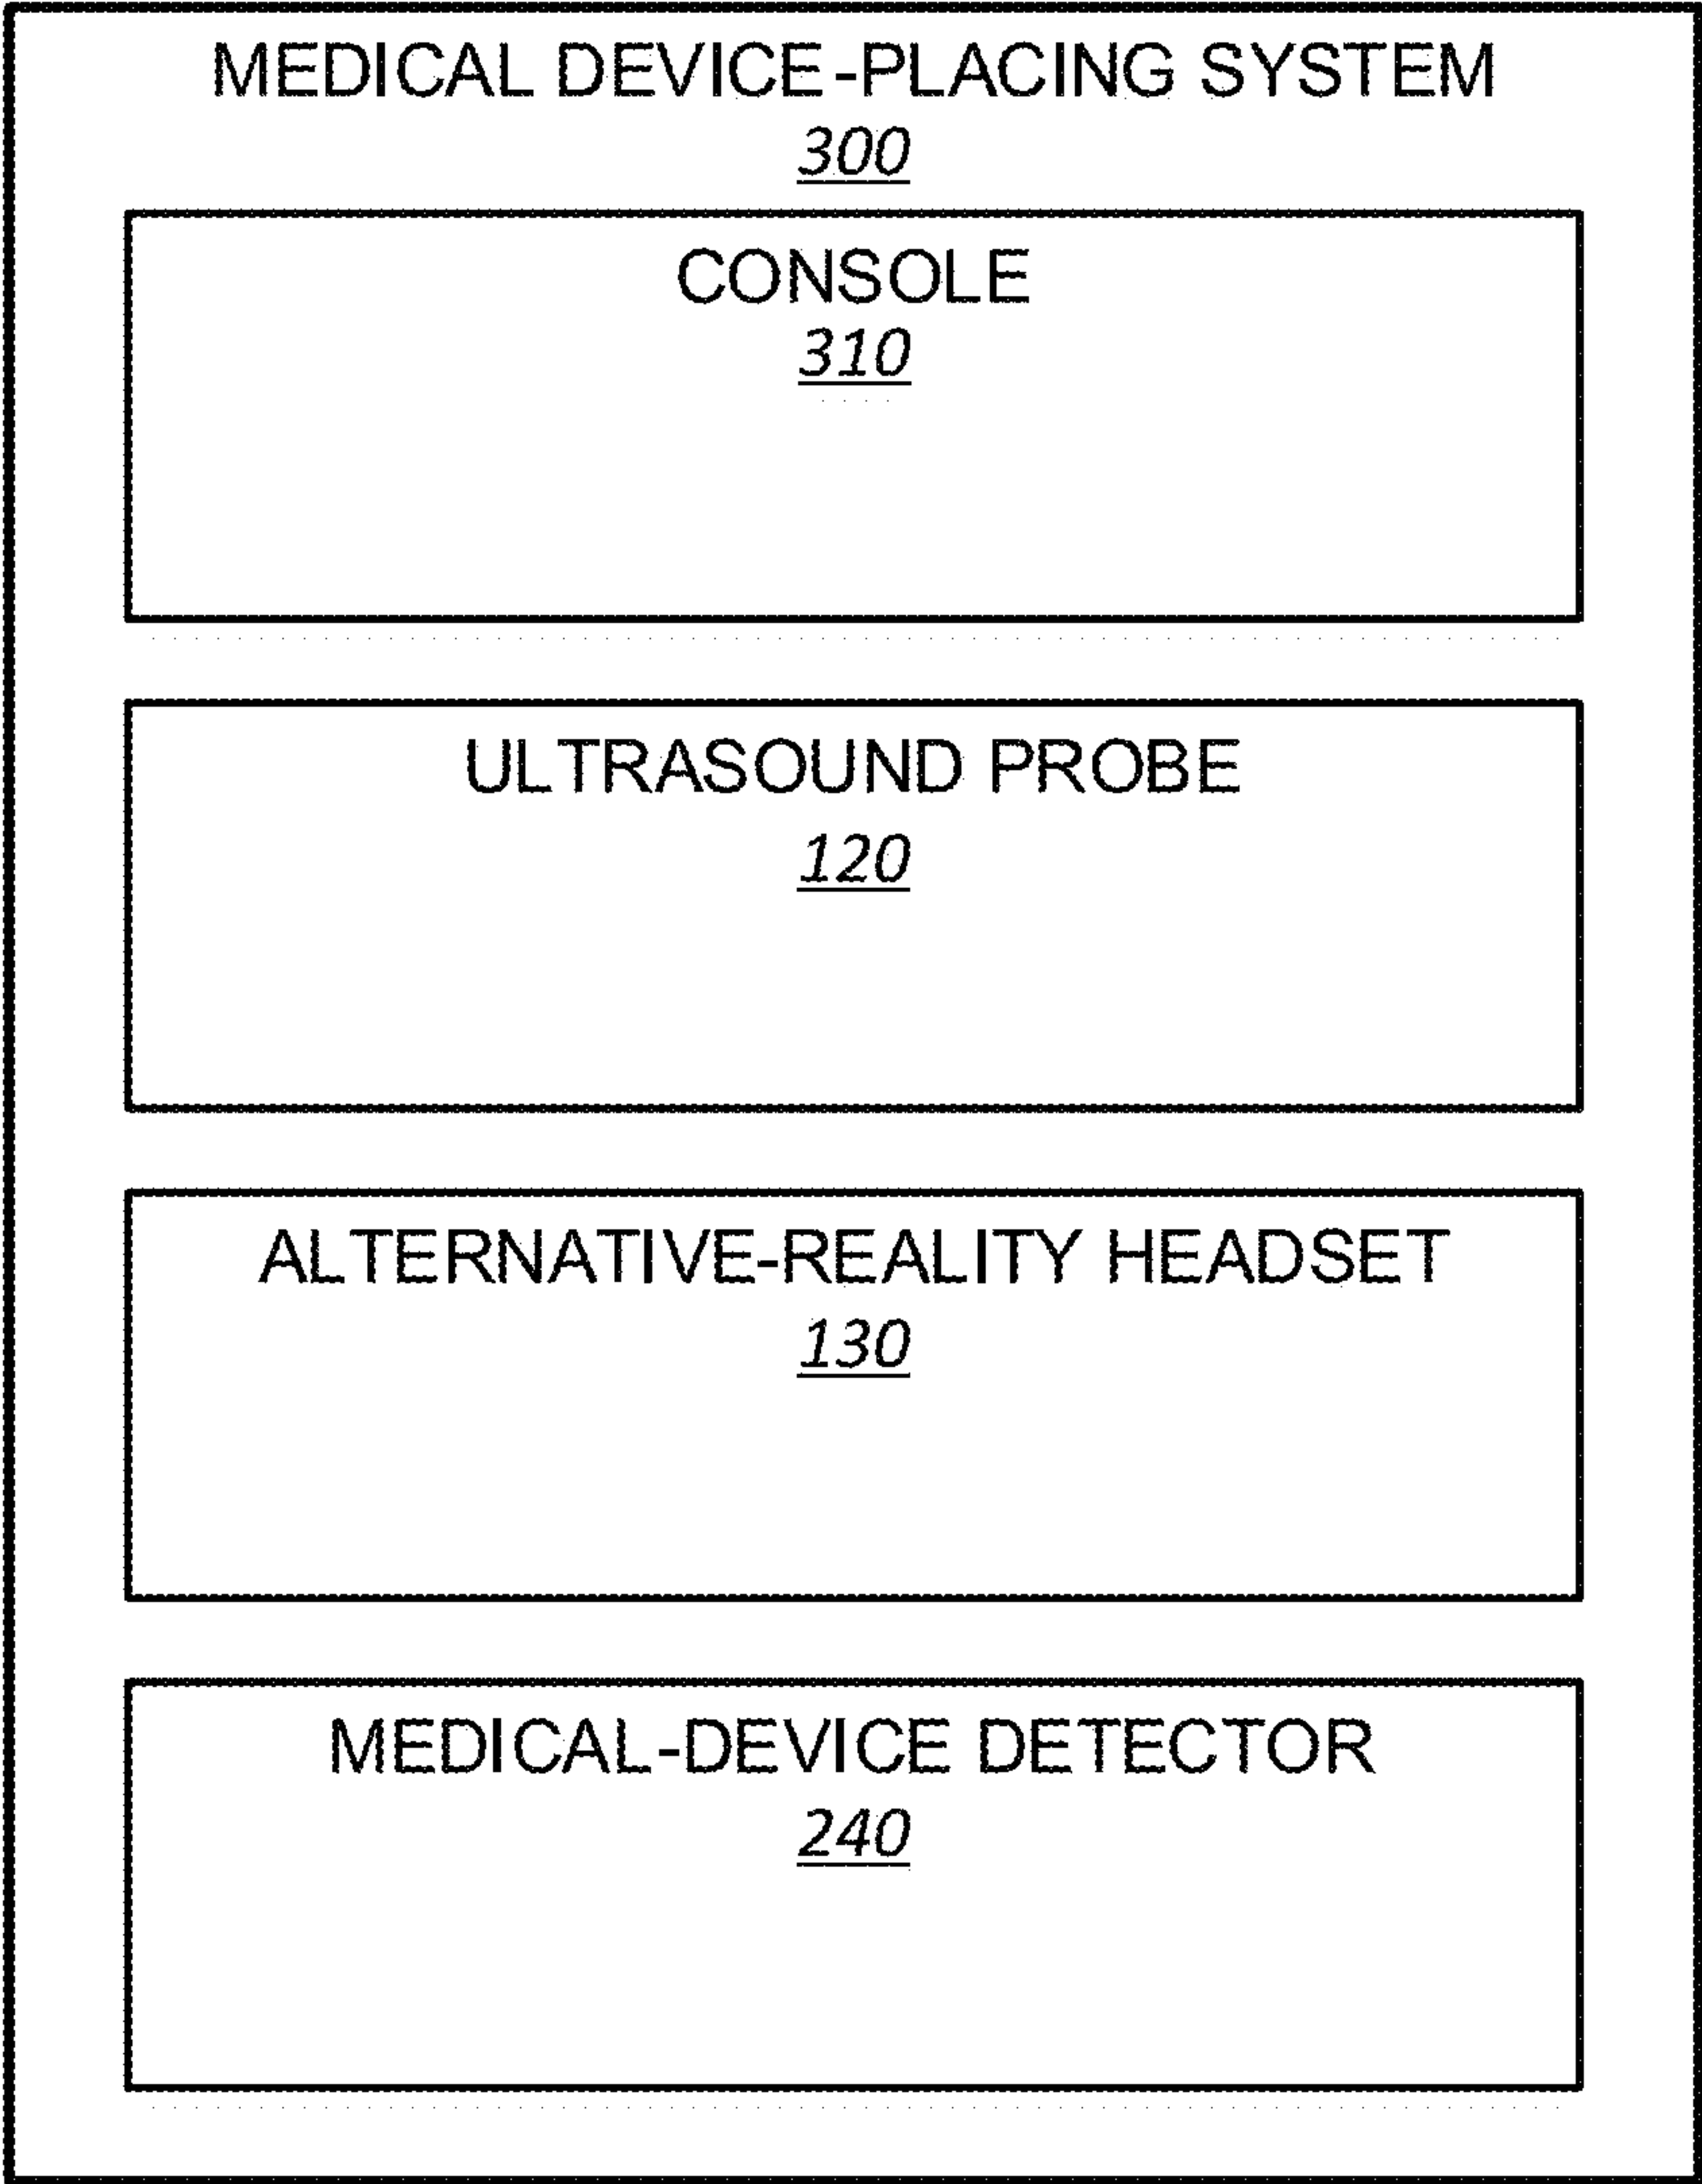 MEDICAL DEVICE-PLACING SYSTEM
300
CONSOLE
310
ULTRASOUND PROBE
120
ALTERNATIVE-REALITY HEADSET
130
MEDICAL-DEVICE DETECTOR
240